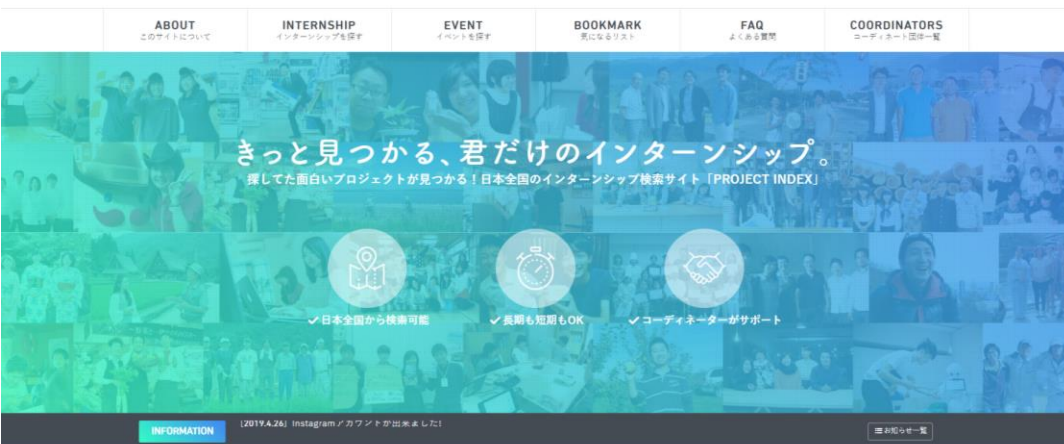 ABOUT
このサイトについて
INTERNSHIP
インターンシップを探す
EVENT
イベントを探す
BOOKMARK
気になるリスト
FAQ
よくある質問
COORDINATORS
コーディネート団体一覧
きっと見つかる、君だけのインターンシップ。
探してた面白いプロジェクトが見つかる！日本全国のインターンシップ検索サイト「PROJECT INDEX」
日本全国から検索可能
長期も短期もOK
コーディネーターがサポート
INFORMATION
[2019.4.26] Instagramアカウントが出来ました!
お知らせ一覧